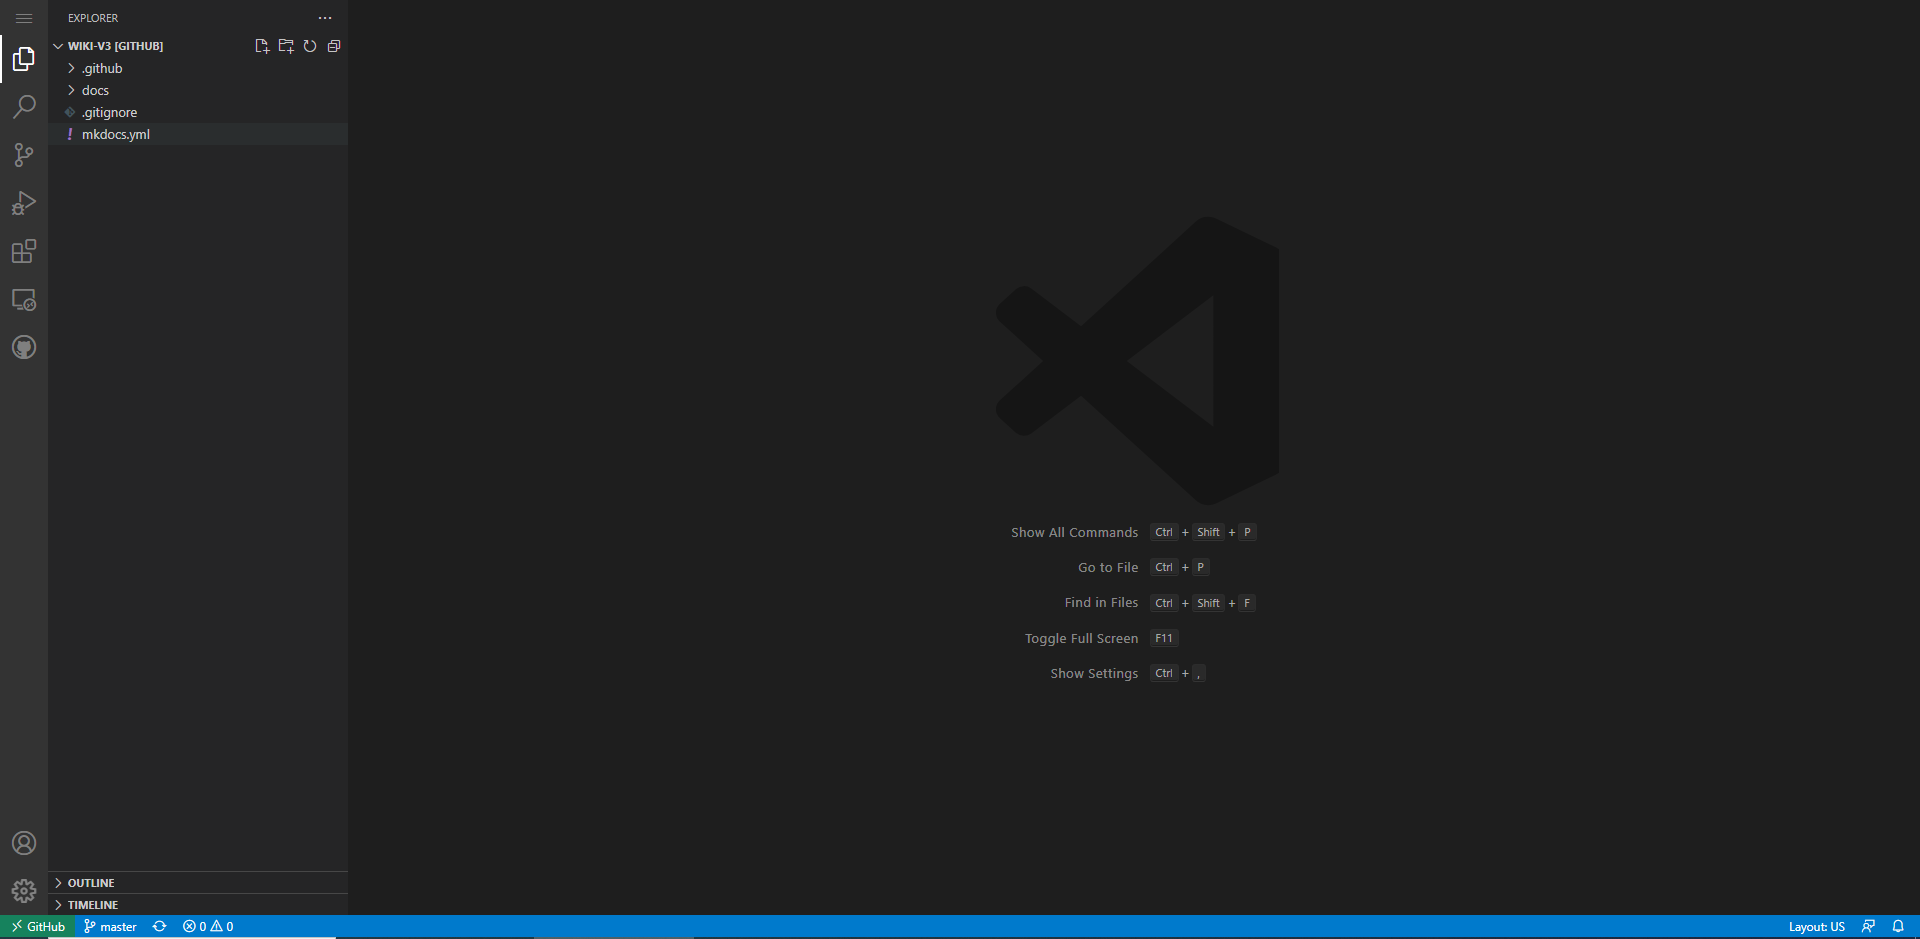 EXPLORER
WIKI-V3 [GITHUB]
.github
docs
.gitignore
! mkdocs.yml
Show All Commands Ctrl + Shift + P
Go to File Ctrl + P
Find in Files Ctrl + Shift + F
Toggle Full Screen F11
Show Settings Ctrl + ,
OUTLINE
TIMELINE
GitHub master 0 0 Layout: US